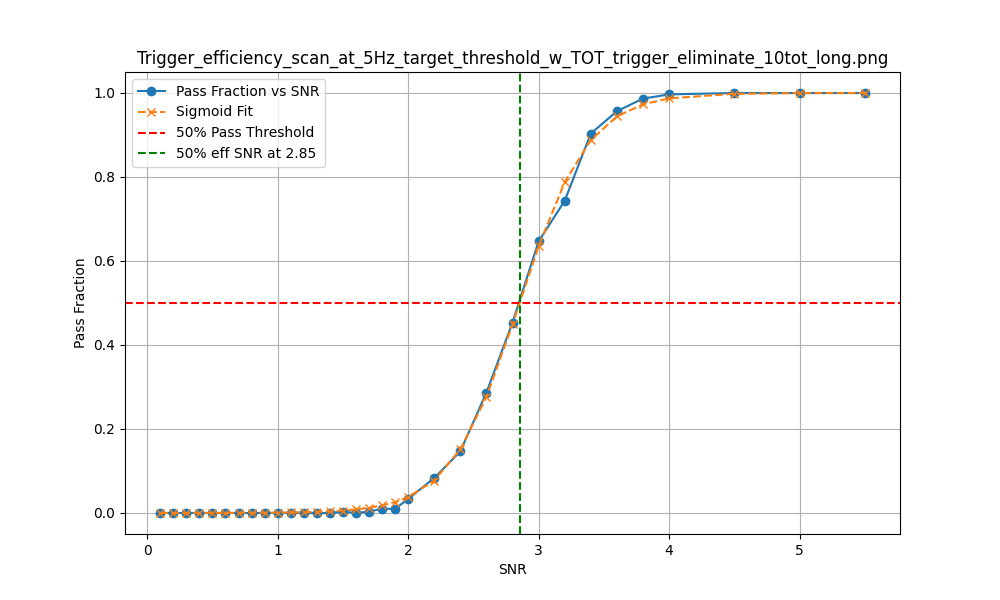 Trigger_efficiency_scan_at_5Hz_target_threshold_w_TOT_trigger_eliminate_10tot_long.png
Pass Fraction vs SNR
Sigmoid Fit
50% Pass Threshold
50% eff SNR at 2.85
Pass Fraction
1.0
0.8
0.6
0.4
0.2
0.0
0 1 2 3 4 5
SNR